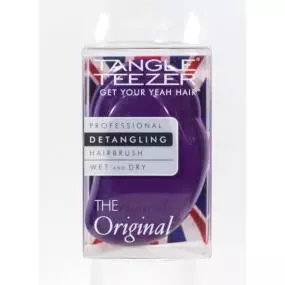 TANGLE
TEEZER
GET YOUR YEAH HAIR
PROFESSIONAL
DETANGLING
HAIRBRUSH
WET AND DRY
THE
Original